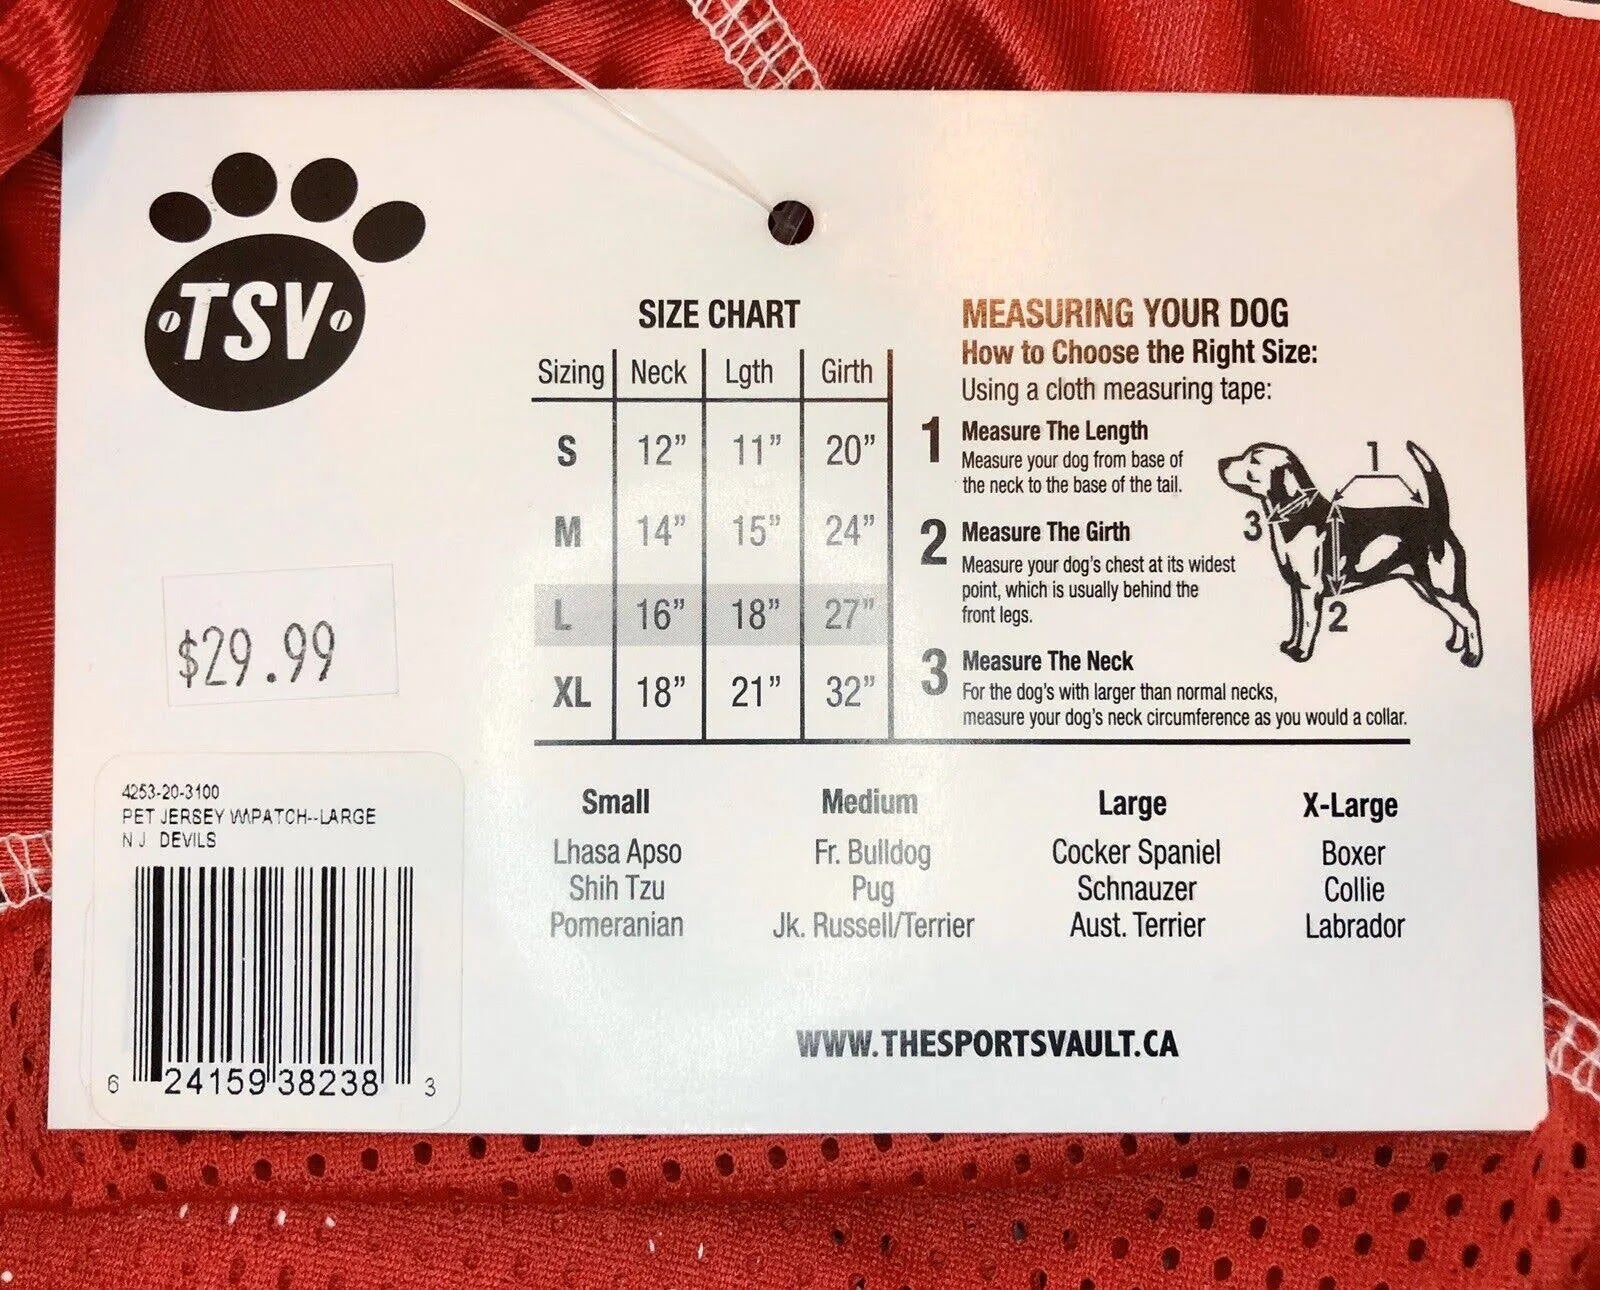 TSV
SIZE CHART
Sizing Neck Lgth Girth
S 12” 11” 20”
M 14” 15” 24”
L 16” 18” 27”
XL 18” 21” 32”
MEASURING YOUR DOG
How to Choose the Right Size:
Using a cloth measuring tape:
1 Measure The Length
Measure your dog from base of
the neck to the base of the tail.
2 Measure The Girth
Measure your dog's chest at its widest
point, which is usually behind the
front legs.
3 Measure The Neck
For the dog's with larger than normal necks,
measure your dog's neck circumference as you would a collar.
1
3
2
$29.99
Small
Lhasa Apso
Shih Tzu
Pomeranian
Medium
Fr. Bulldog
Pug
Jk. Russell/Terrier
Large
Cocker Spaniel
Schnauzer
Aust. Terrier
X-Large
Boxer
Collie
Labrador
4253-20-3100
PET JERSEY W/PATCH--LARGE
N J DEVILS
6 24159 38238 3
WWW.THESPORTSVAULT.CA